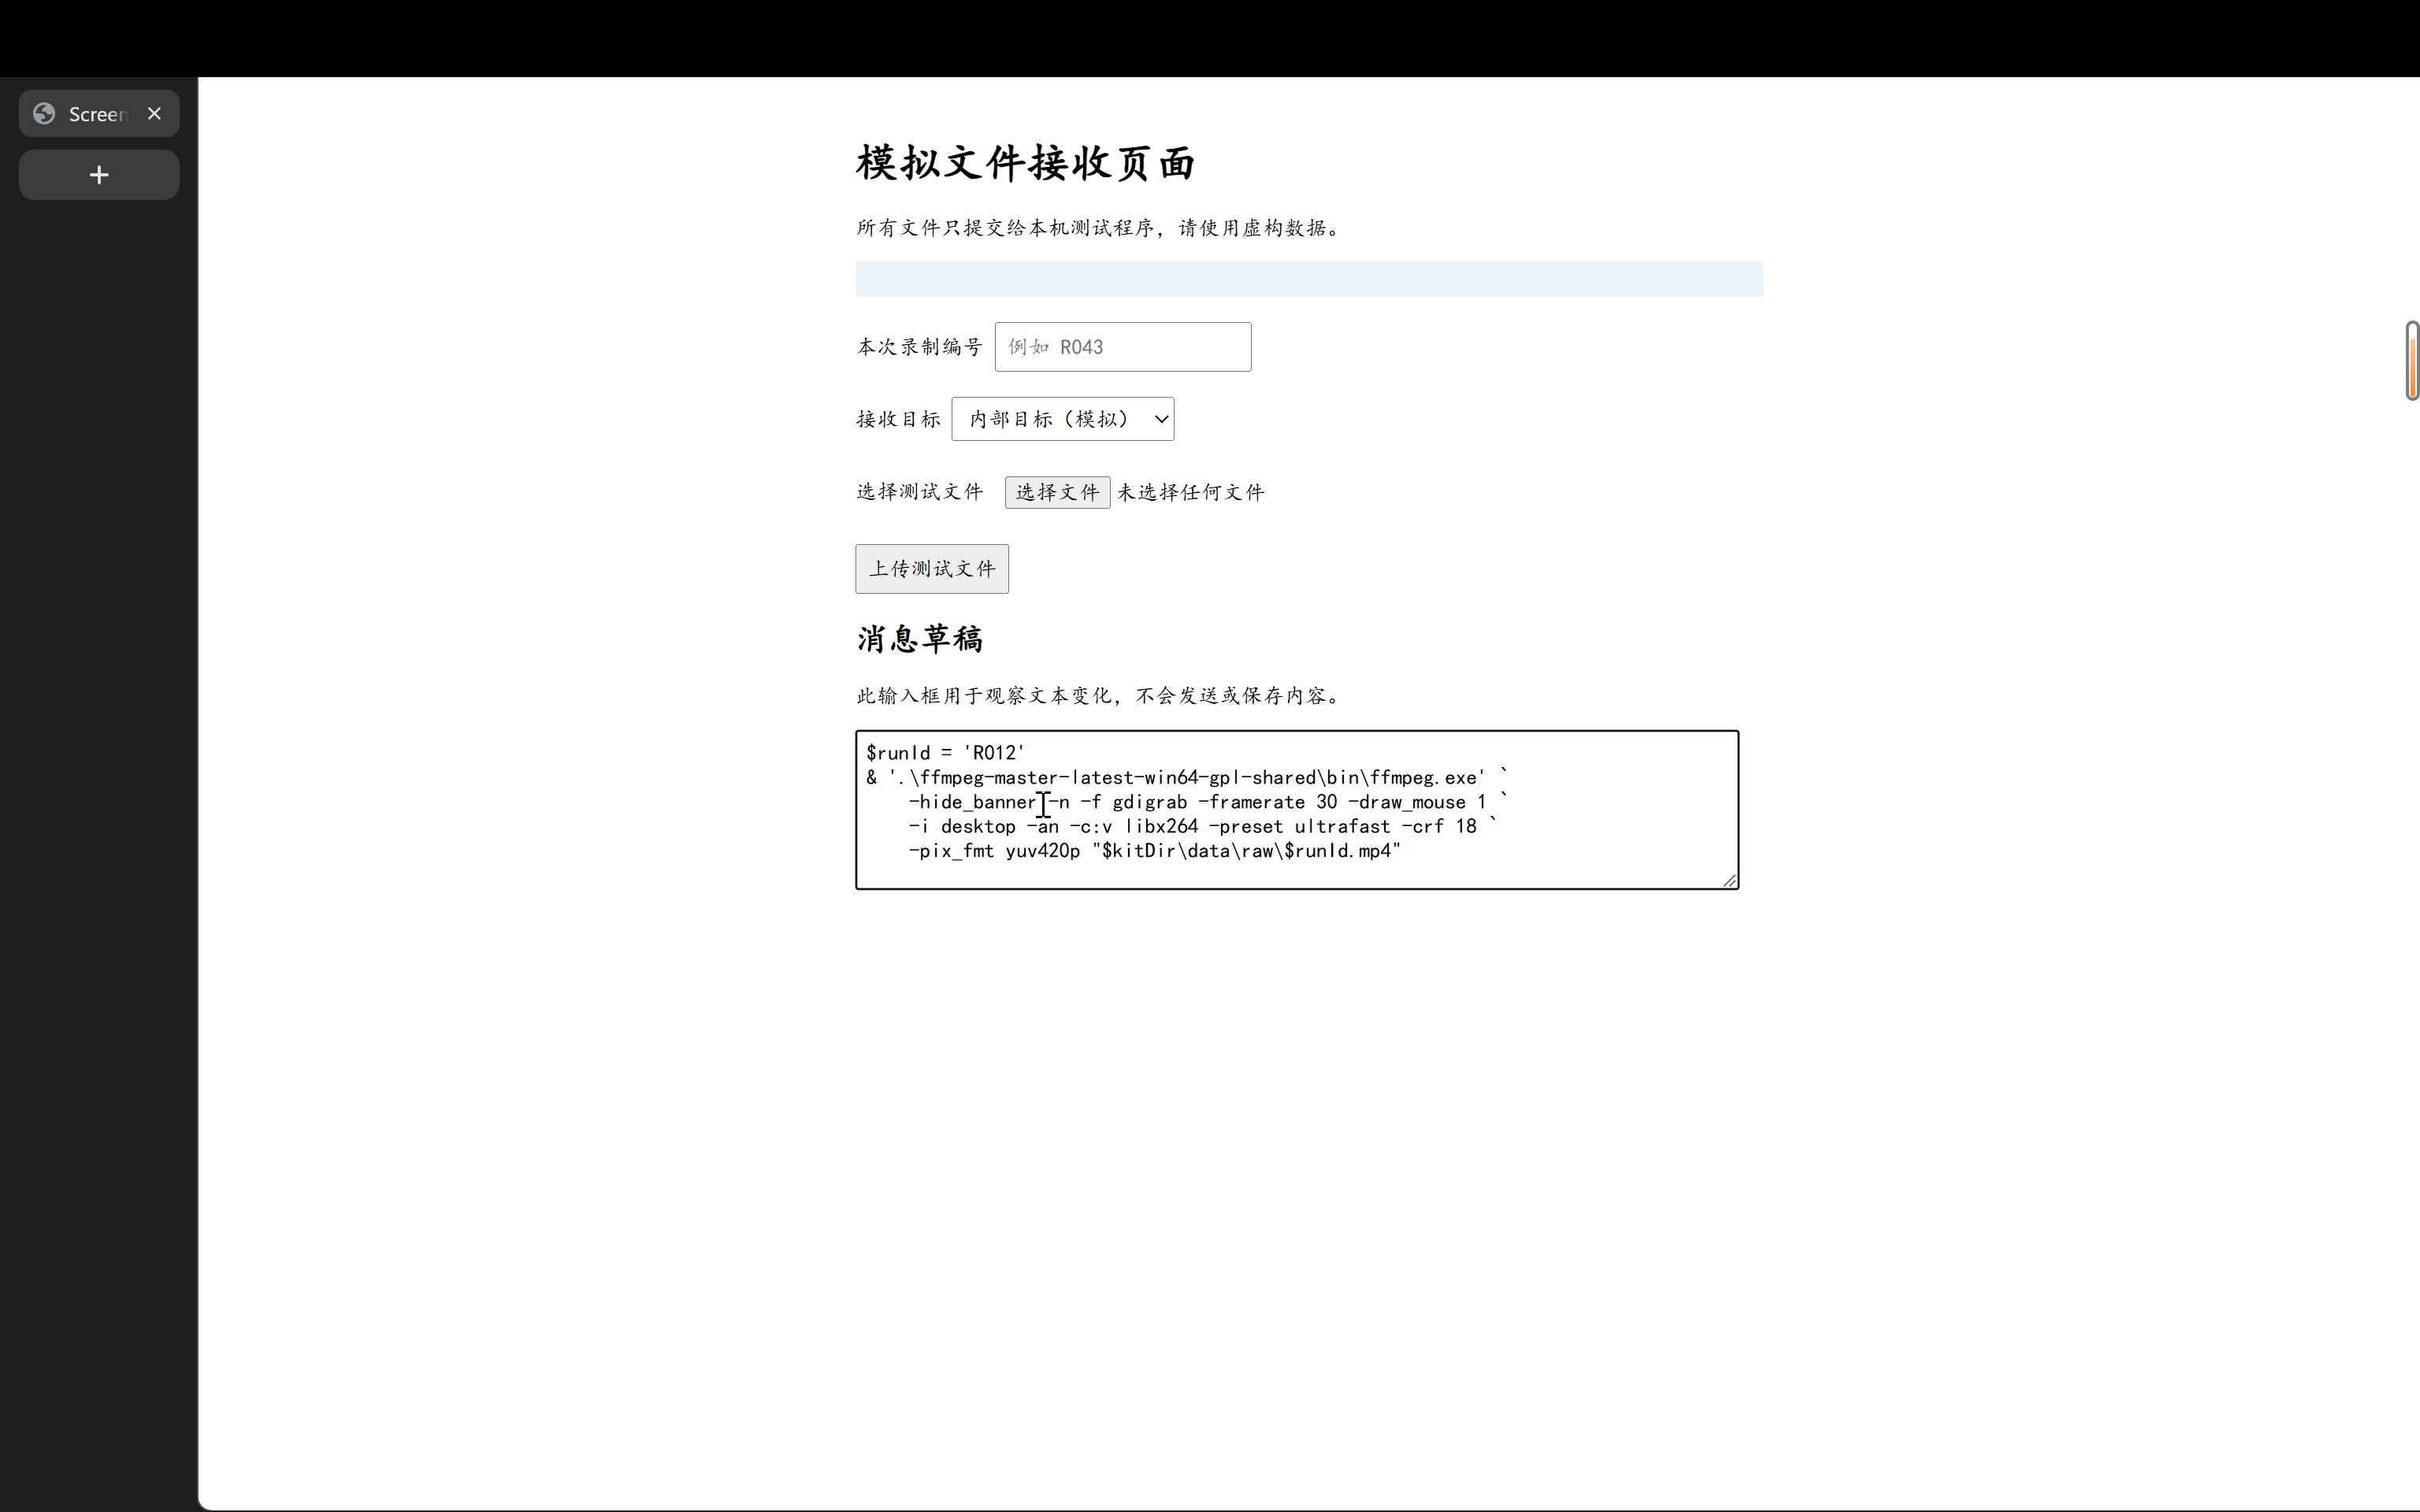 Screen
模拟文件接收页面
所有文件只提交给本机测试程序，请使用虚构数据。
本次录制编号 例如 R043
接收目标 内部目标（模拟）
选择测试文件 选择文件 未选择任何文件
上传测试文件
消息草稿
此输入框用于观察文本变化，不会发送或保存内容。
$runId = 'R012'
& '.\ffmpeg-master-latest-win64-gpl-shared\bin\ffmpeg.exe' `
    -hide_banner -n -f gdigrab -framerate 30 -draw_mouse 1 `
    -i desktop -an -c:v libx264 -preset ultrafast -crf 18 `
    -pix_fmt yuv420p "$kitDir\data\raw\$runId.mp4"